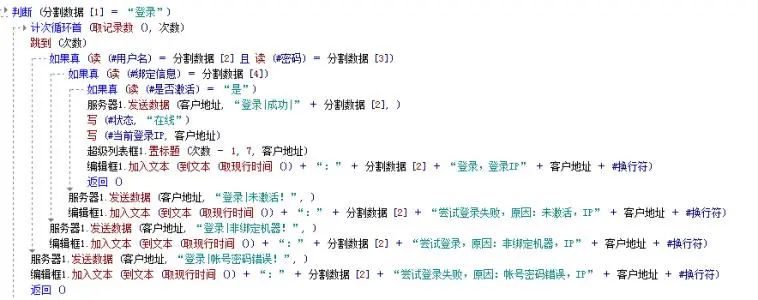 判断 (分割数据 [1] = “登录”)
计次循环首 (取记录数 (), 次数)
跳到 (次数)
如果真 (读 (#用户名) = 分割数据 [2] 且 读 (#密码) = 分割数据 [3])
如果真 (读 (#绑定信息) = 分割数据 [4])
如果真 (读 (#是否激活) = “是”)
服务器1.发送数据 (客户地址, “登录|成功|” + 分割数据 [2], )
写 (#状态, “在线”)
写 (#当前登录IP, 客户地址)
超级列表框1.置标题 (次数 - 1, 7, 客户地址)
编辑框1.加入文本 (到文本 (取现行时间 ()) + “: ” + 分割数据 [2] + “登录, 登录IP” + 客户地址 + #换行符)
返回 ()
服务器1.发送数据 (客户地址, “登录|未激活!”, )
编辑框1.加入文本 (到文本 (取现行时间 ()) + “: ” + 分割数据 [2] + “尝试登录失败, 原因: 未激活, IP” + 客户地址 + #换行符)
服务器1.发送数据 (客户地址, “登录|非绑定机器!”, )
编辑框1.加入文本 (到文本 (取现行时间 ()) + “: ” + 分割数据 [2] + “尝试登录, 原因: 非绑定机器, IP” + 客户地址 + #换行符)
服务器1.发送数据 (客户地址, “登录|帐号密码错误!”, )
编辑框1.加入文本 (到文本 (取现行时间 ()) + “: ” + 分割数据 [2] + “尝试登录失败, 原因: 帐号密码错误, IP” + 客户地址 + #换行符)
返回 ()